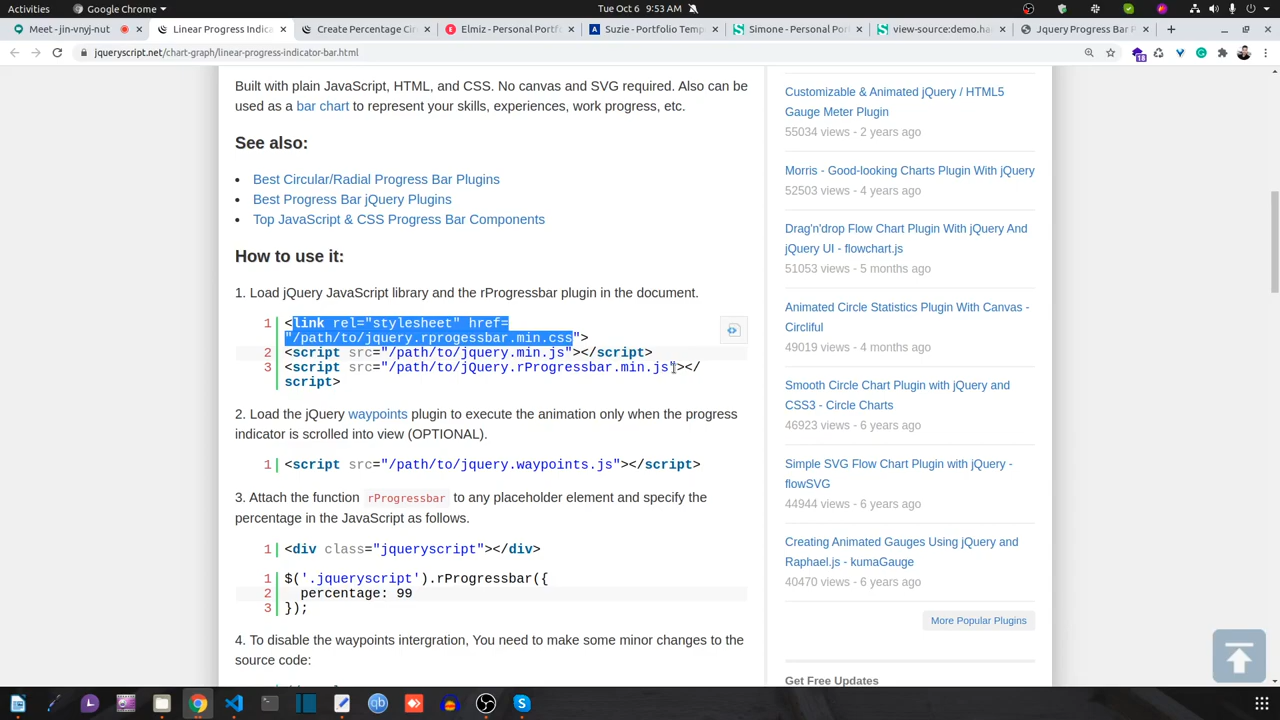 Activities
Google Chrome
Tue Oct 6 9:53 AM
Meet - jin-vnyj-nut
Linear Progress Indica
Create Percentage Cir
Elmiz - Personal Portf
Suzie - Portfolio Temp
Simone - Personal Por
view-source:demo.ha
Jquery Progress Bar P
jqueryscript.net/chart-graph/linear-progress-indicator-bar.html
18
Built with plain JavaScript, HTML, and CSS. No canvas and SVG required. Also can be
used as a bar chart to represent your skills, experiences, work progress, etc.
See also:
• Best Circular/Radial Progress Bar Plugins
• Best Progress Bar jQuery Plugins
• Top JavaScript & CSS Progress Bar Components
How to use it:
1. Load jQuery JavaScript library and the rProgressbar plugin in the document.
1 <link rel="stylesheet" href=
"/path/to/jquery.rprogessbar.min.css">
2 <script src="/path/to/jquery.min.js"></script>
3 <script src="/path/to/jQuery.rProgressbar.min.js"></
script>
2. Load the jQuery waypoints plugin to execute the animation only when the progress
indicator is scrolled into view (OPTIONAL).
1 <script src="/path/to/jquery.waypoints.js"></script>
3. Attach the function rProgressbar to any placeholder element and specify the
percentage in the JavaScript as follows.
1 <div class="jqueryscript"></div>
1 $('.jqueryscript').rProgressbar({
2 percentage: 99
3 });
4. To disable the waypoints intergration, You need to make some minor changes to the
source code:
Customizable & Animated jQuery / HTML5
Gauge Meter Plugin
55034 views - 2 years ago
Morris - Good-looking Charts Plugin With jQuery
52503 views - 4 years ago
Drag'n'drop Flow Chart Plugin With jQuery And
jQuery UI - flowchart.js
51053 views - 5 months ago
Animated Circle Statistics Plugin With Canvas -
Circliful
49019 views - 4 months ago
Smooth Circle Chart Plugin with jQuery and
CSS3 - Circle Charts
46923 views - 6 years ago
Simple SVG Flow Chart Plugin with jQuery -
flowSVG
44944 views - 6 years ago
Creating Animated Gauges Using jQuery and
Raphael.js - kumaGauge
40470 views - 6 years ago
More Popular Plugins
Get Free Updates